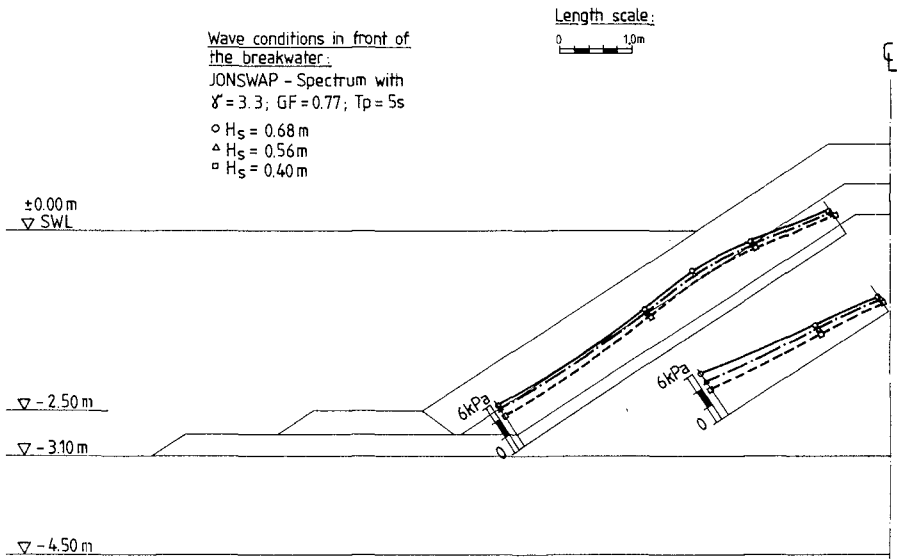 Length scale:
0 1,0m
Wave conditions in front of
the breakwater:
JONSWAP - Spectrum with
γ = 3.3; GF = 0.77; Tp = 5s
○ Hs = 0.68 m
△ Hs = 0.56 m
□ Hs = 0.40 m
℄
±0.00 m
▽ SWL
6kPa
0
6kPa
0
▽ - 2.50 m
▽ - 3.10 m
▽ - 4.50 m